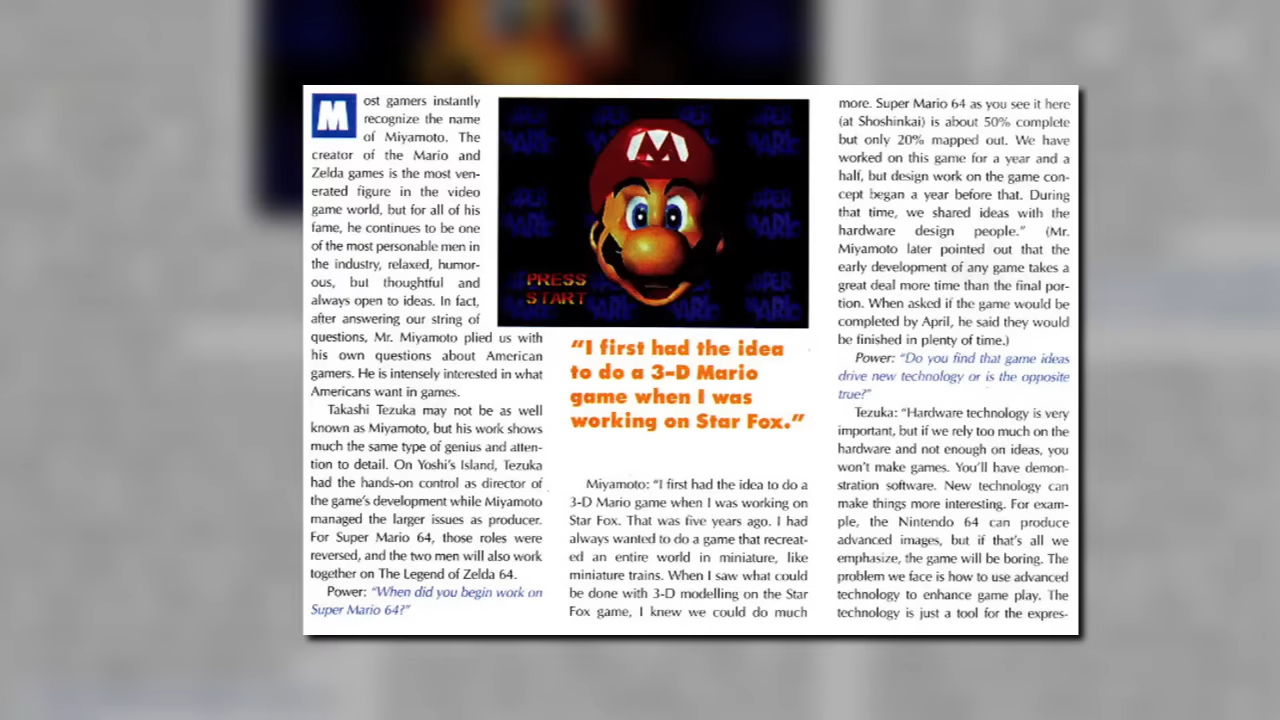 Most gamers instantly
recognize the name
of Miyamoto. The
creator of the Mario and
Zelda games is the most ven-
erated figure in the video
game world, but for all of his
fame, he continues to be one
of the most personable men in
the industry, relaxed, humor-
ous, but thoughtful and
always open to ideas. In fact,
after answering our string of
questions, Mr. Miyamoto plied us with
his own questions about American
gamers. He is intensely interested in what
Americans want in games.
Takashi Tezuka may not be as well
known as Miyamoto, but his work shows
much the same type of genius and atten-
tion to detail. On Yoshi's Island, Tezuka
had the hands-on control as director of
the game's development while Miyamoto
managed the larger issues as producer.
For Super Mario 64, those roles were
reversed, and the two men will also work
together on The Legend of Zelda 64.
Power: "When did you begin work on
Super Mario 64?"
M
PRESS
START
SUPER
MARIO
"I first had the idea
to do a 3-D Mario
game when I was
working on Star Fox."
Miyamoto: "I first had the idea to do a
3-D Mario game when I was working on
Star Fox. That was five years ago. I had
always wanted to do a game that recreat-
ed an entire world in miniature, like
miniature trains. When I saw what could
be done with 3-D modelling on the Star
Fox game, I knew we could do much
more. Super Mario 64 as you see it here
(at Shoshinkai) is about 50% complete
but only 20% mapped out. We have
worked on this game for a year and a
half, but design work on the game con-
cept began a year before that. During
that time, we shared ideas with the
hardware design people." (Mr.
Miyamoto later pointed out that the
early development of any game takes a
great deal more time than the final por-
tion. When asked if the game would be
completed by April, he said they would
be finished in plenty of time.)
Power: "Do you find that game ideas
drive new technology or is the opposite
true?"
Tezuka: "Hardware technology is very
important, but if we rely too much on the
hardware and not enough on ideas, you
won't make games. You'll have demon-
stration software. New technology can
make things more interesting. For exam-
ple, the Nintendo 64 can produce
advanced images, but if that's all we
emphasize, the game will be boring. The
problem we face is how to use advanced
technology to enhance game play. The
technology is just a tool for the expres-